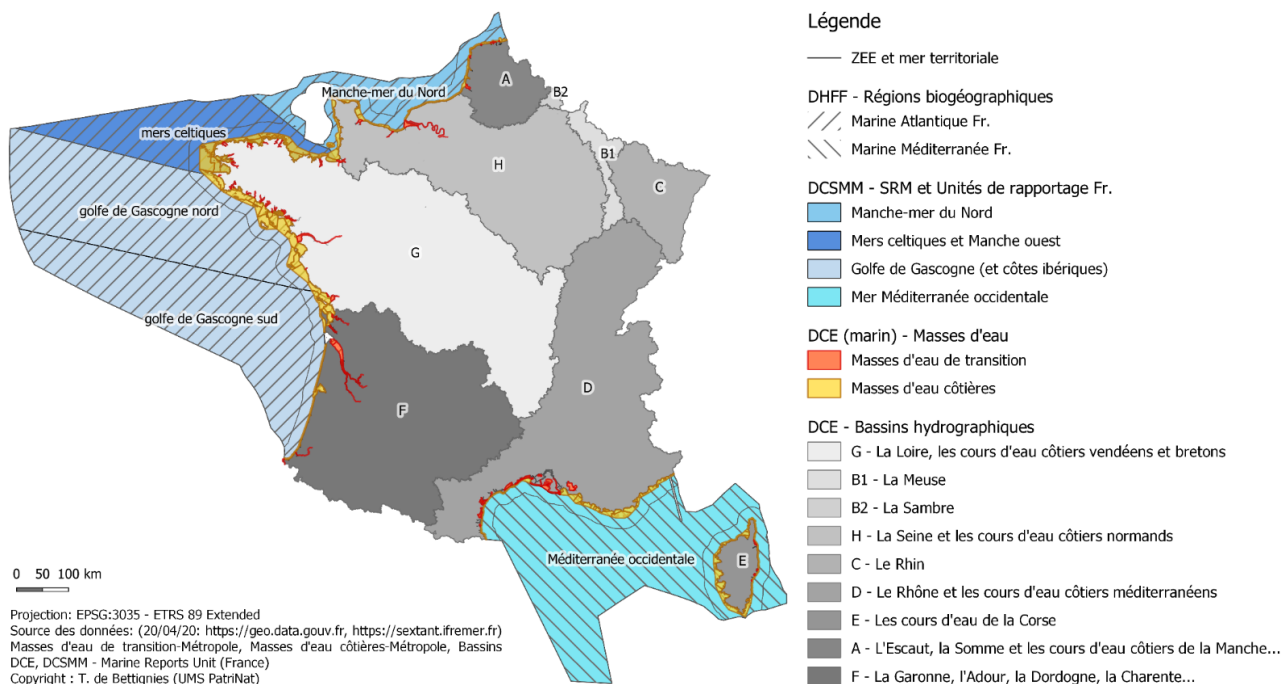 Manche-mer du Nord
mers celtiques
golfe de Gascogne nord
golfe de Gascogne sud
Méditerranée occidentale
A
B2
B1
H
C
G
D
F
E
0 50 100 km
Projection: EPSG:3035 - ETRS 89 Extended
Source des données: (20/04/20: https://geo.data.gouv.fr, https://sextant.ifremer.fr)
Masses d'eau de transition-Métropole, Masses d'eau côtières-Métropole, Bassins
DCE, DCSMM - Marine Reports Unit (France)
Copyright : T. de Bettignies (UMS PatriNat)
Légende
ZEE et mer territoriale
DHFF - Régions biogéographiques
Marine Atlantique Fr.
Marine Méditerranée Fr.
DCSMM - SRM et Unités de rapportage Fr.
Manche-mer du Nord
Mers celtiques et Manche ouest
Golfe de Gascogne (et côtes ibériques)
Mer Méditerranée occidentale
DCE (marin) - Masses d'eau
Masses d'eau de transition
Masses d'eau côtières
DCE - Bassins hydrographiques
G - La Loire, les cours d'eau côtiers vendéens et bretons
B1 - La Meuse
B2 - La Sambre
H - La Seine et les cours d'eau côtiers normands
C - Le Rhin
D - Le Rhône et les cours d'eau côtiers méditerranéens
E - Les cours d'eau de la Corse
A - L'Escaut, la Somme et les cours d'eau côtiers de la Manche...
F - La Garonne, l'Adour, la Dordogne, la Charente...